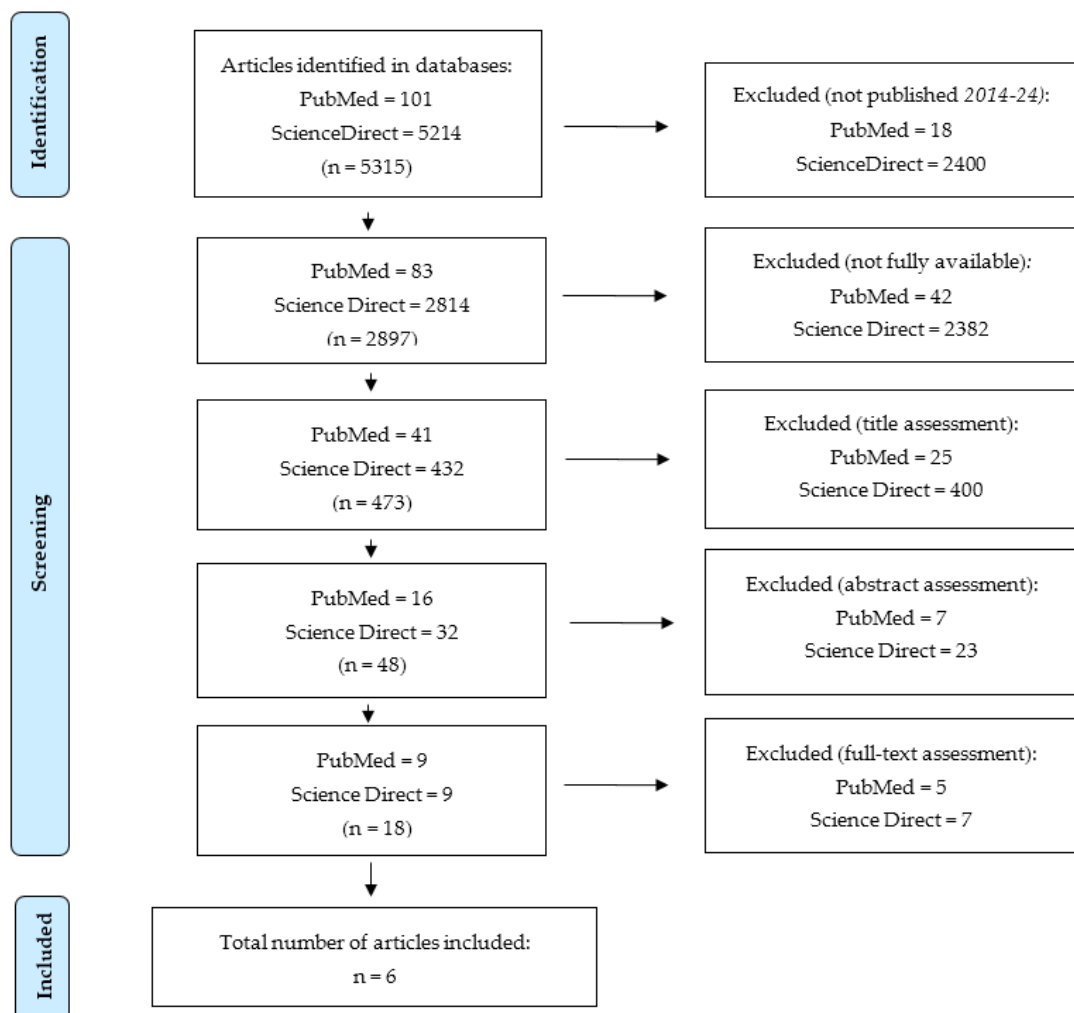 Identification
Articles identified in databases:
PubMed = 101
ScienceDirect = 5214
(n = 5315)
Excluded (not published 2014-24):
PubMed = 18
ScienceDirect = 2400
Screening
PubMed = 83
Science Direct = 2814
(n = 2897)
Excluded (not fully available):
PubMed = 42
Science Direct = 2382
PubMed = 41
Science Direct = 432
(n = 473)
Excluded (title assessment):
PubMed = 25
Science Direct = 400
PubMed = 16
Science Direct = 32
(n = 48)
Excluded (abstract assessment):
PubMed = 7
Science Direct = 23
PubMed = 9
Science Direct = 9
(n = 18)
Excluded (full-text assessment):
PubMed = 5
Science Direct = 7
Included
Total number of articles included:
n = 6